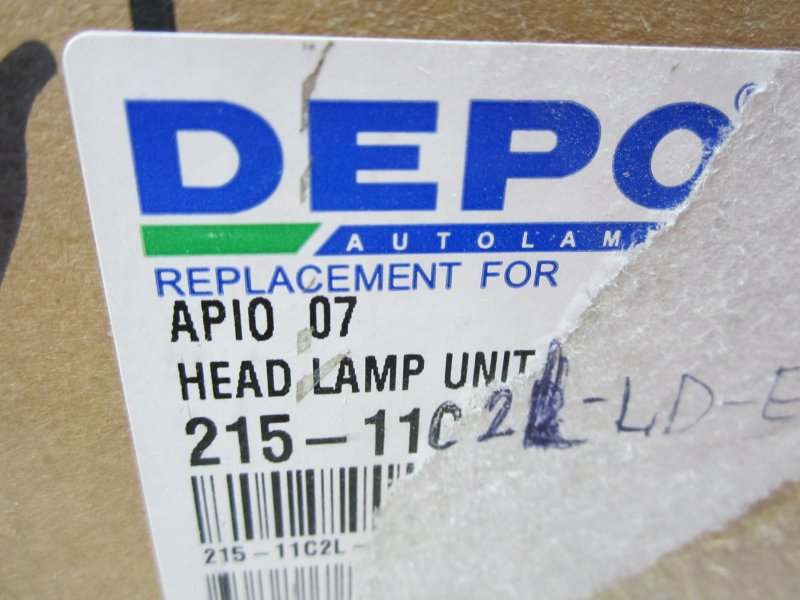 DEPO®
AUTOLAM
REPLACEMENT FOR
APIO 07
HEAD LAMP UNIT
215-11C2L-LD-E
215-11C2L-